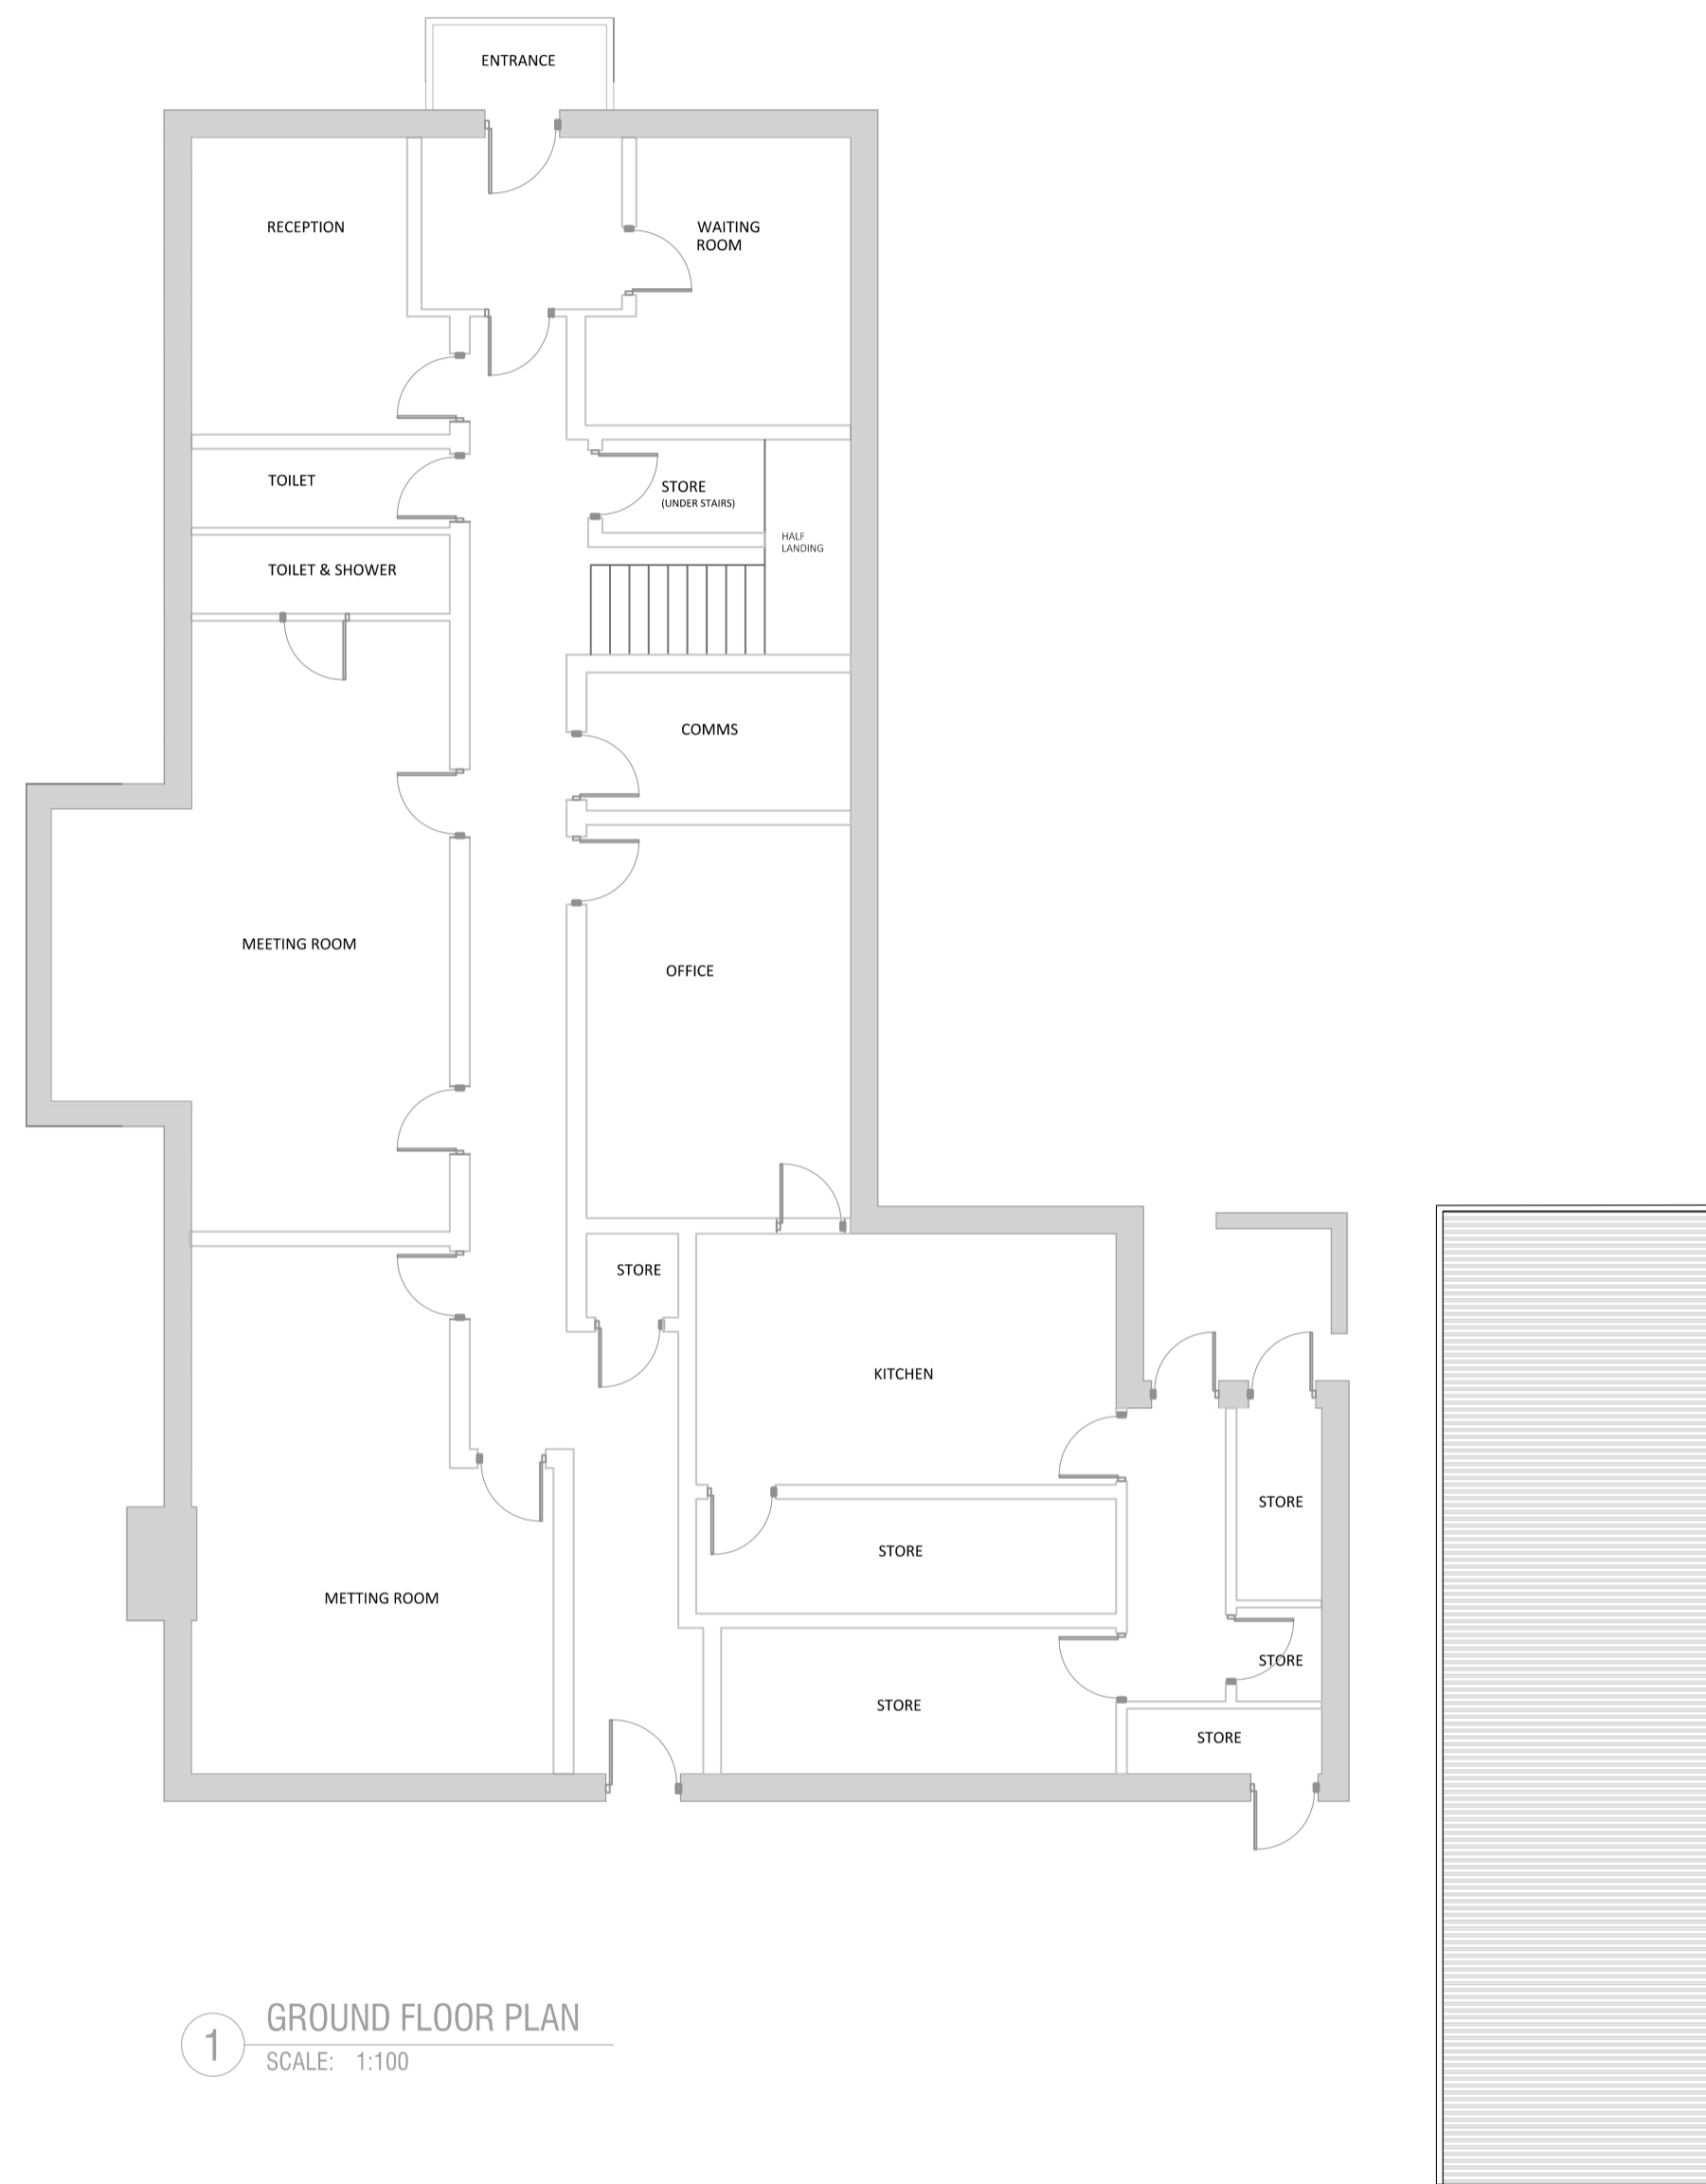 ENTRANCE
RECEPTION
WAITING
ROOM
TOILET
STORE
(UNDER STAIRS)
HALF
LANDING
TOILET & SHOWER
COMMS
MEETING ROOM
OFFICE
STORE
KITCHEN
STORE
STORE
METTING ROOM
STORE
STORE
STORE
1
GROUND FLOOR PLAN
SCALE: 1:100